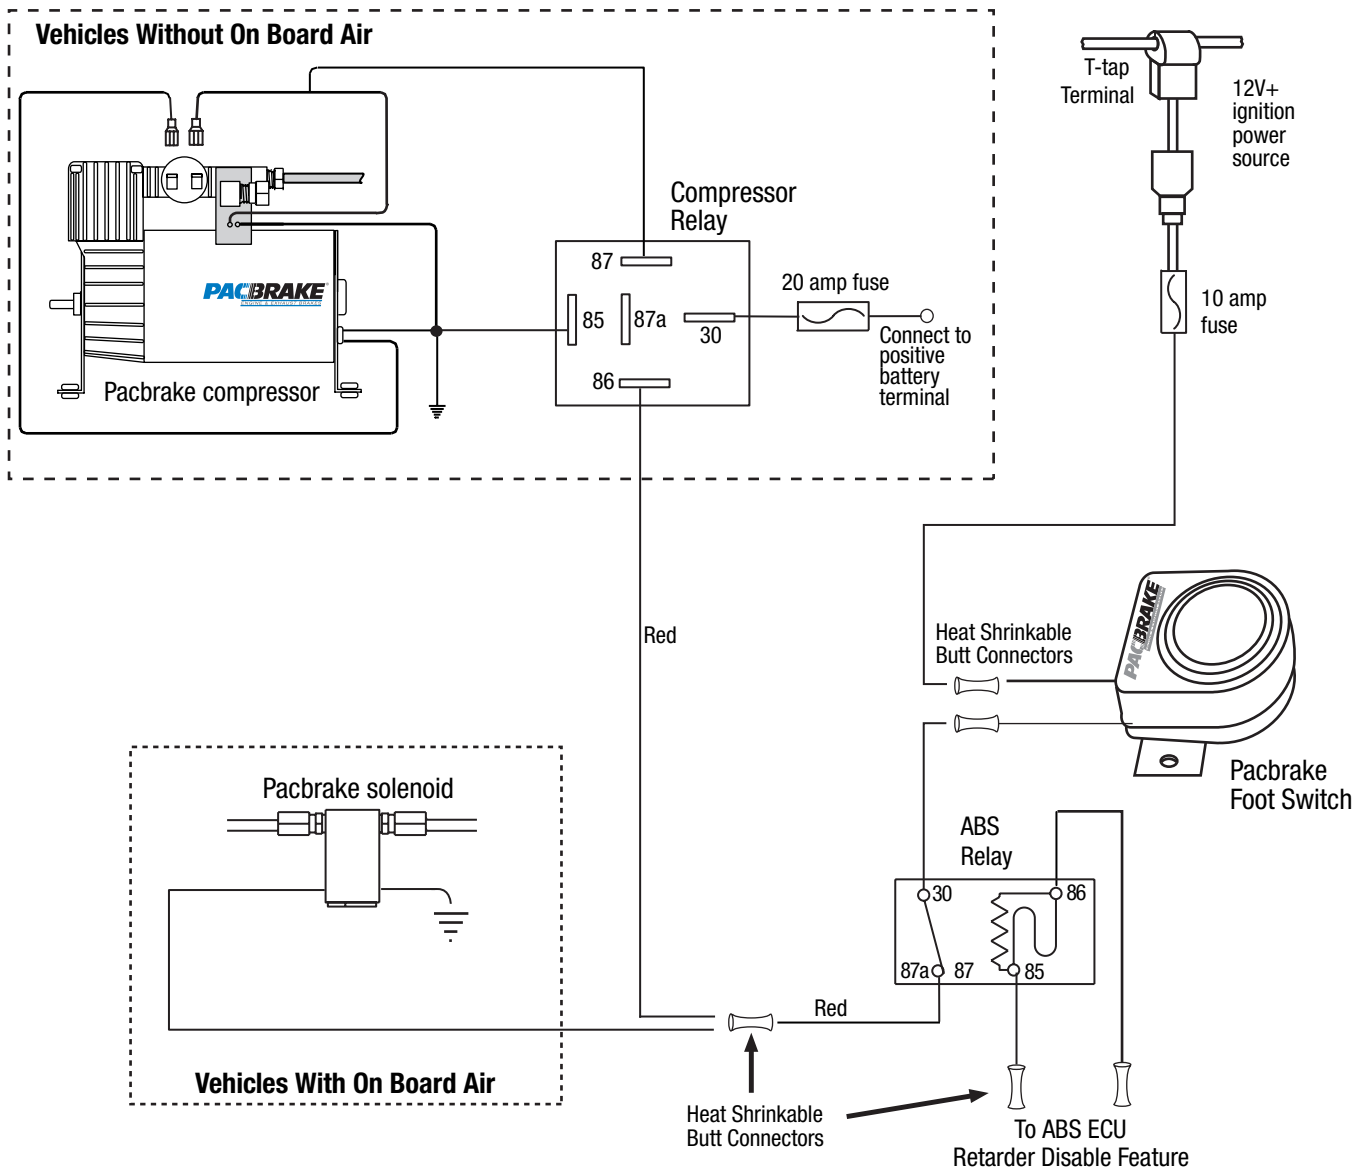 Vehicles Without On Board Air
T-tap
Terminal
12V+
ignition
power
source
Compressor
Relay
87
85
87a
30
86
20 amp fuse
Connect to
positive
battery
terminal
10 amp
fuse
PACBRAKE
ENGINE & EXHAUST BRAKES
Pacbrake compressor
Red
Heat Shrinkable
Butt Connectors
PACBRAKE
Pacbrake
Foot Switch
Pacbrake solenoid
ABS
Relay
30
86
87a
87
85
Red
Vehicles With On Board Air
Heat Shrinkable
Butt Connectors
To ABS ECU
Retarder Disable Feature